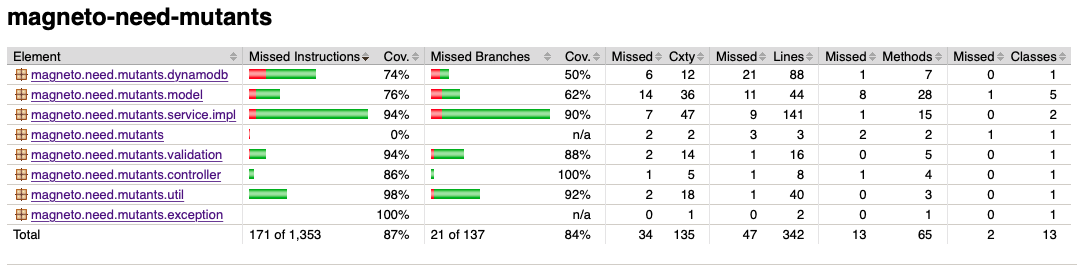 magneto-need-mutants
Element Missed Instructions Cov. Missed Branches Cov. Missed Cxty Missed Lines Missed Methods Missed Classes
magneto.need.mutants.dynamodb 74% 50% 6 12 21 88 1 7 0 1
magneto.need.mutants.model 76% 62% 14 36 11 44 8 28 1 5
magneto.need.mutants.service.impl 94% 90% 7 47 9 141 1 15 0 2
magneto.need.mutants 0% n/a 2 2 3 3 2 2 1 1
magneto.need.mutants.validation 94% 88% 2 14 1 16 0 5 0 1
magneto.need.mutants.controller 86% 100% 1 5 1 8 1 4 0 1
magneto.need.mutants.util 98% 92% 2 18 1 40 0 3 0 1
magneto.need.mutants.exception 100% n/a 0 1 0 2 0 1 0 1
Total 171 of 1,353 87% 21 of 137 84% 34 135 47 342 13 65 2 13